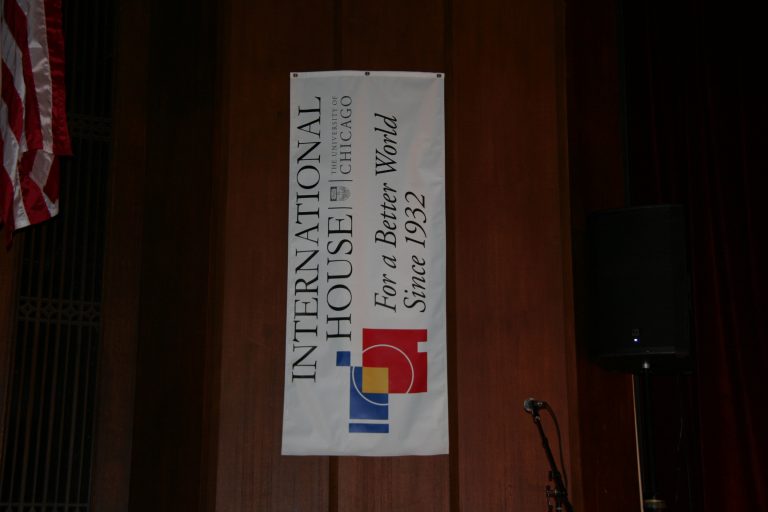 INTERNATIONAL
HOUSE
THE UNIVERSITY OF
CHICAGO
For a Better World
Since 1932